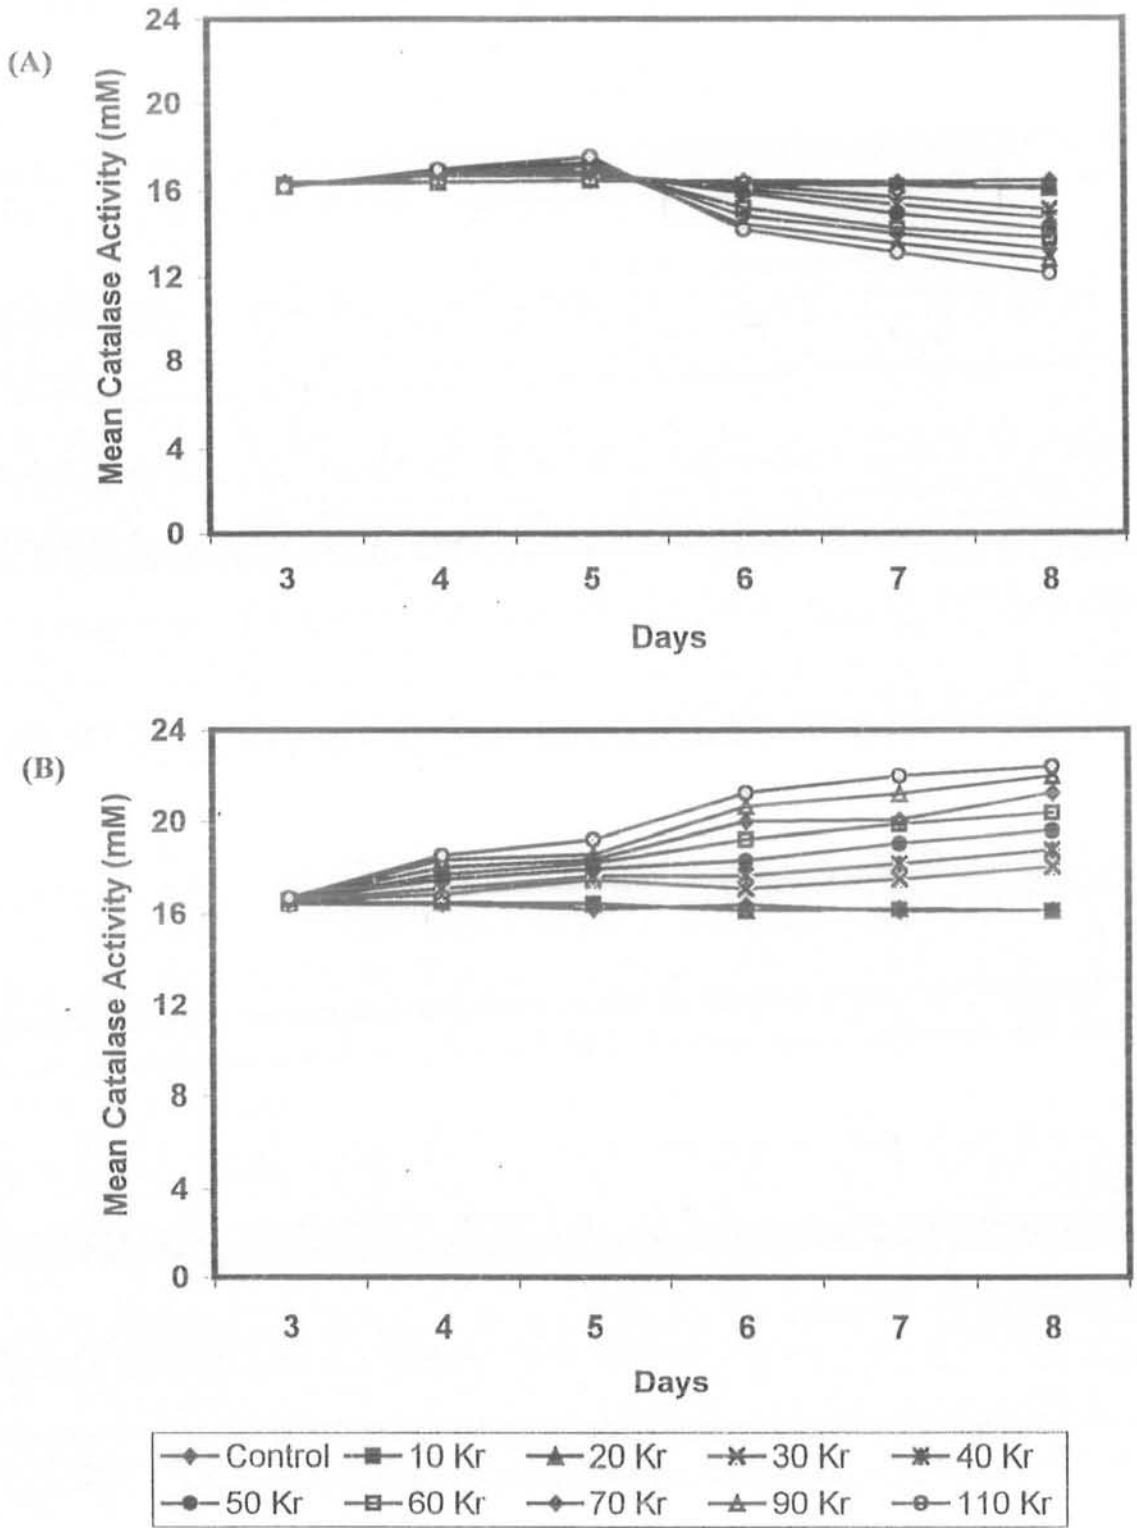 (A)
Mean Catalase Activity (mM)
24
20
16
12
8
4
0
3 4 5 6 7 8
Days
(B)
Mean Catalase Activity (mM)
24
20
16
12
8
4
0
3 4 5 6 7 8
Days
Control 10 Kr 20 Kr 30 Kr 40 Kr
50 Kr 60 Kr 70 Kr 90 Kr 110 Kr